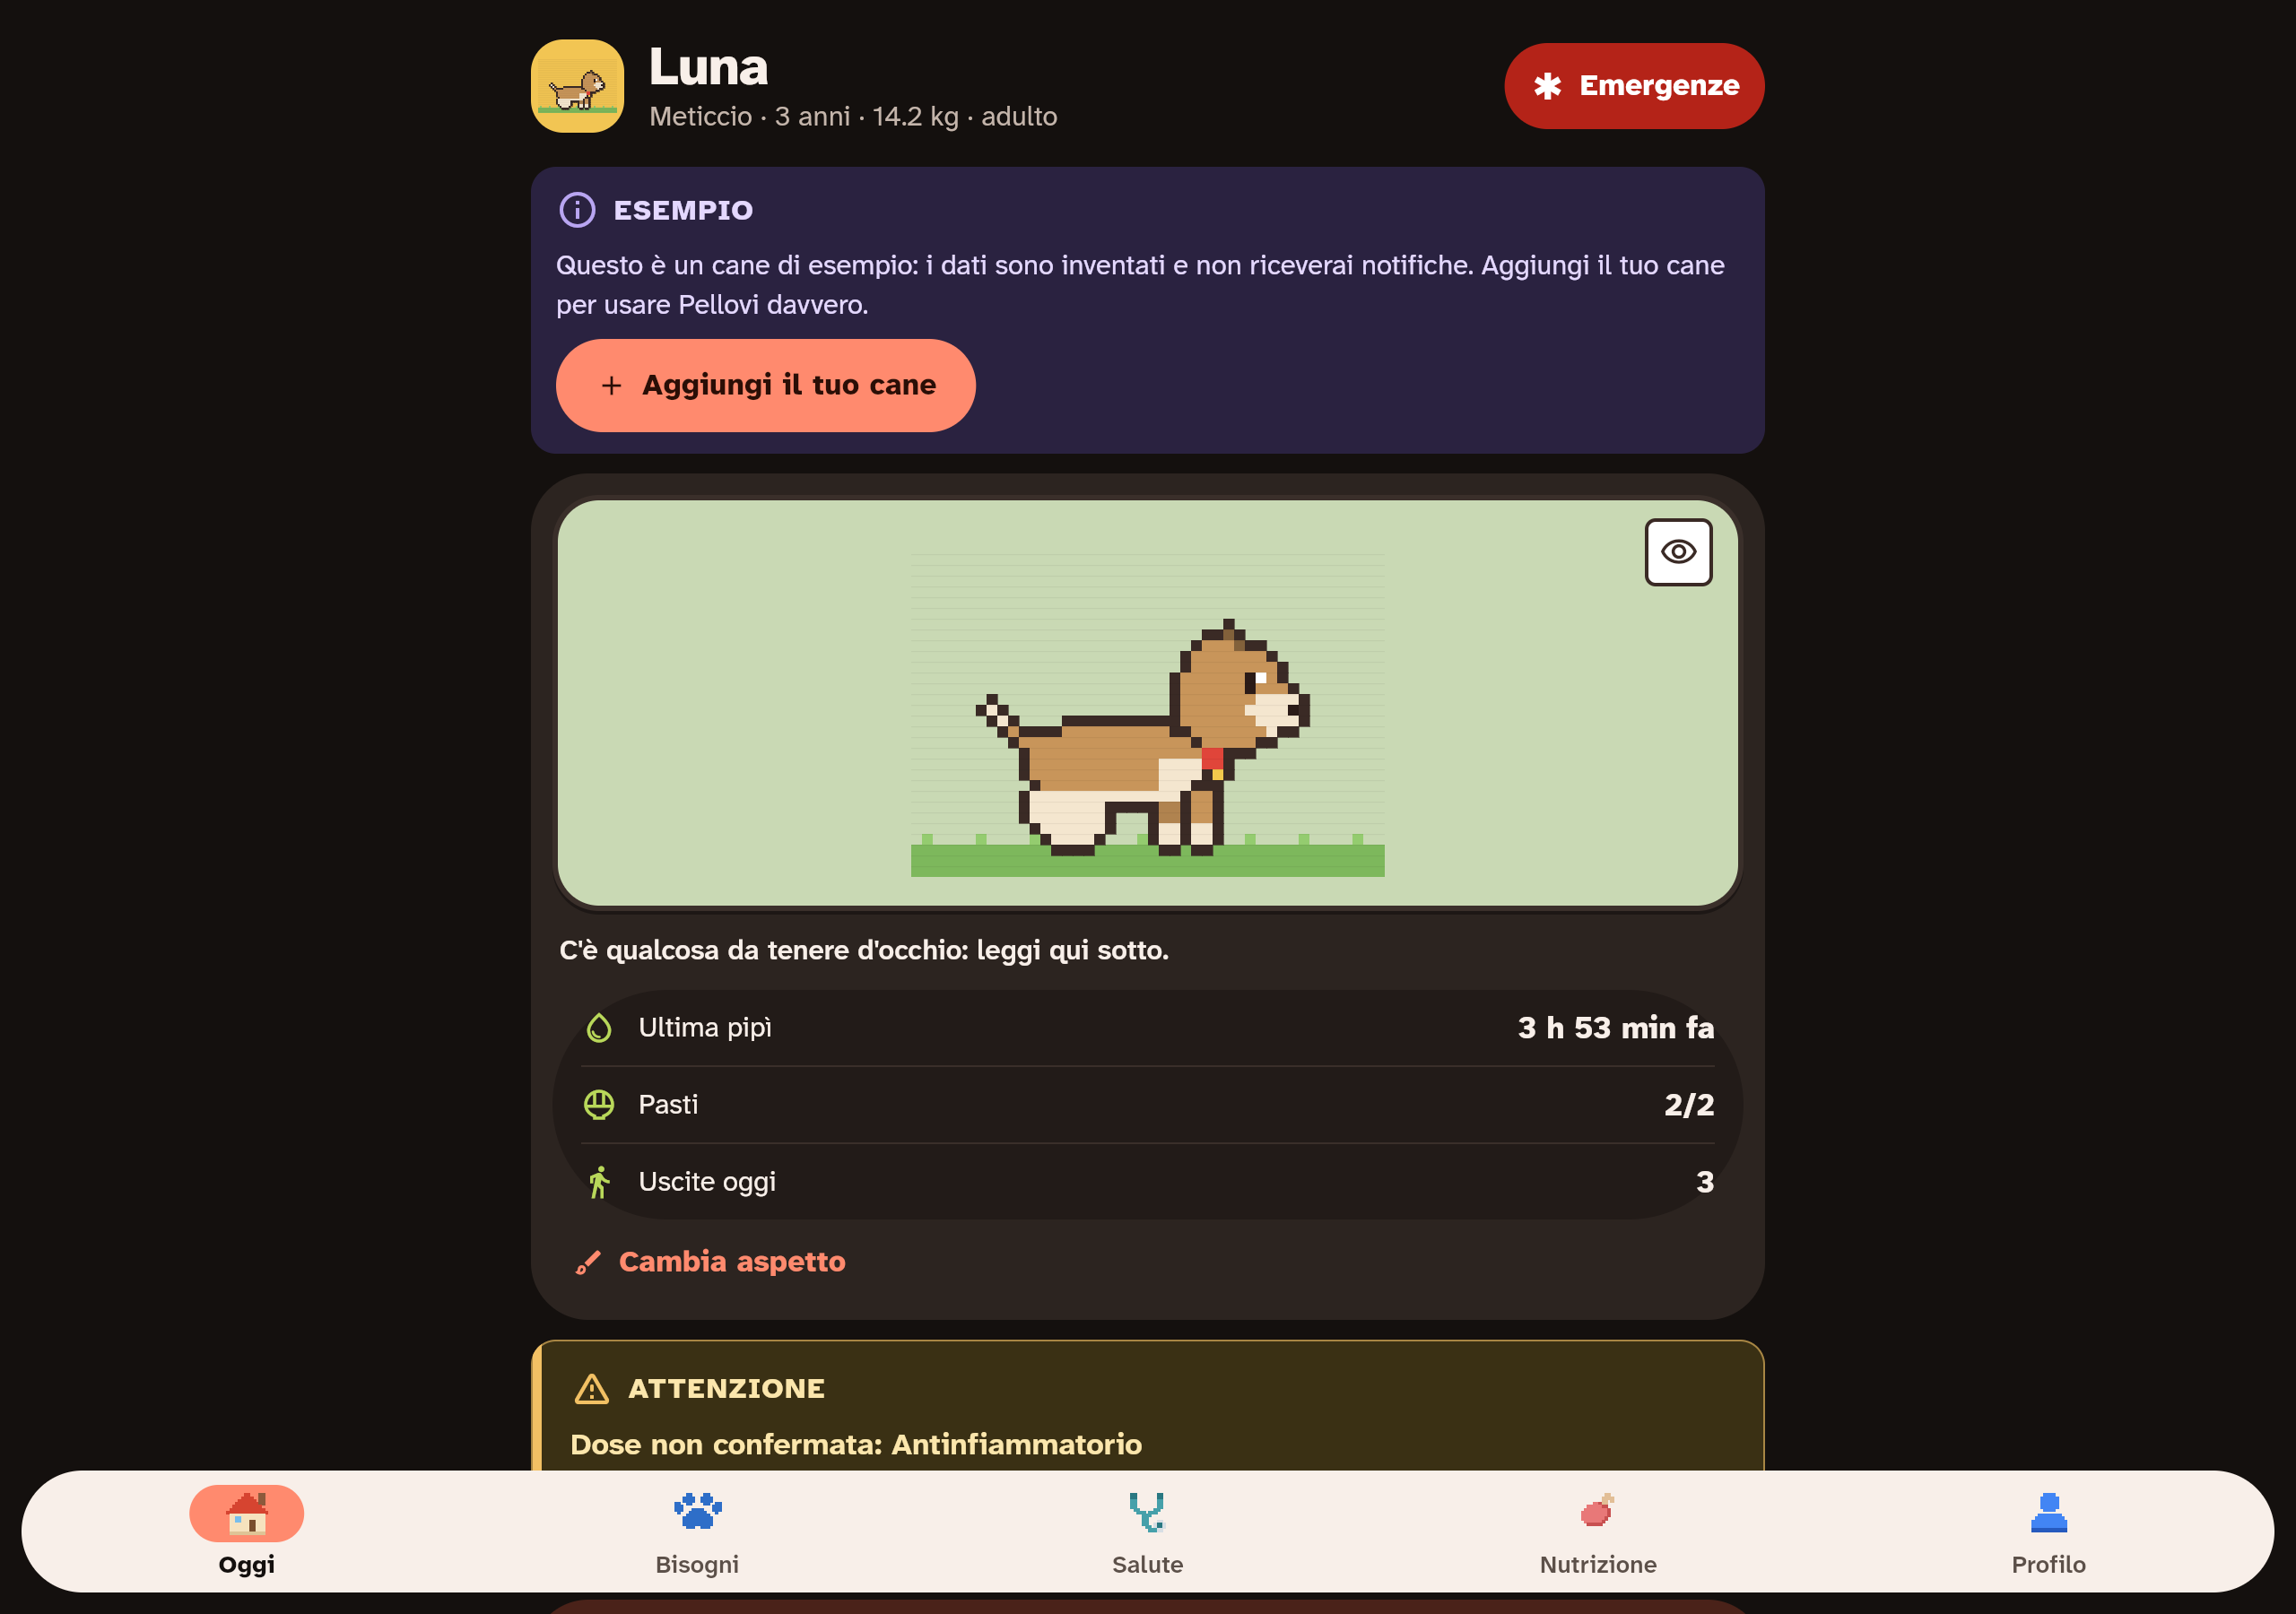 Luna
Meticcio · 3 anni · 14.2 kg · adulto
Emergenze
ESEMPIO
Questo è un cane di esempio: i dati sono inventati e non riceverai notifiche. Aggiungi il tuo cane
per usare Pellovi davvero.
Aggiungi il tuo cane
C'è qualcosa da tenere d'occhio: leggi qui sotto.
Ultima pipì 3 h 53 min fa
Pasti 2/2
Uscite oggi 3
Cambia aspetto
ATTENZIONE
Dose non confermata: Antinfiammatorio
Oggi Bisogni Salute Nutrizione Profilo